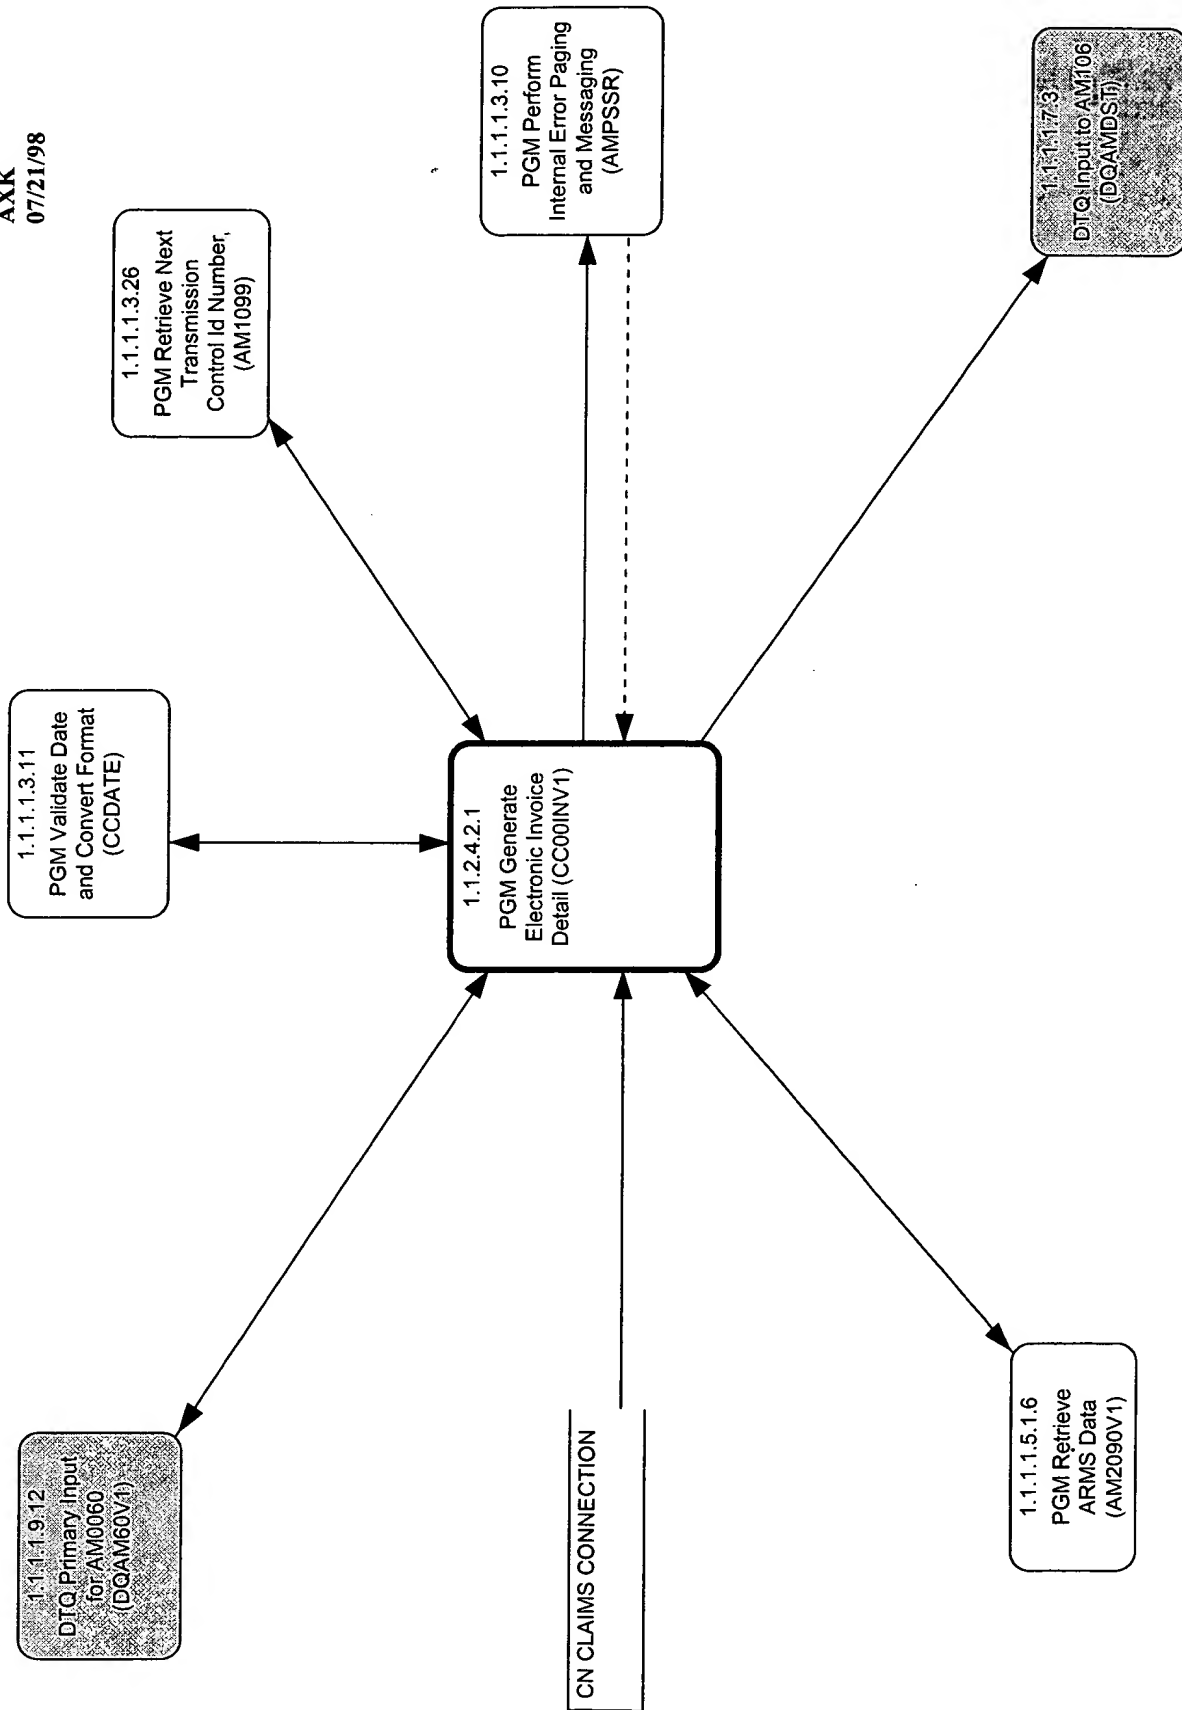 AXK
07/21/98
1.1.1.1.3.11
PGM Validate Date
and Convert Format
(CCDATE)
1.1.1.1.3.26
PGM Retrieve Next
Transmission
Control Id Number,
(AM1099)
1.1.1.1.3.10
PGM Perform
Internal Error Paging
and Messaging
(AMPSSR)
1.1.1.1.7.3
DTQ Input to AM106
(DQAMDST)
1.1.2.4.2.1
PGM Generate
Electronic Invoice
Detail (CC00INV1)
1.1.1.1.9.12
DTQ Primary Input
for AM0060
(DQAM60V1)
CN CLAIMS CONNECTION
1.1.1.1.5.1.6
PGM Retrieve
ARMS Data
(AM2090V1)